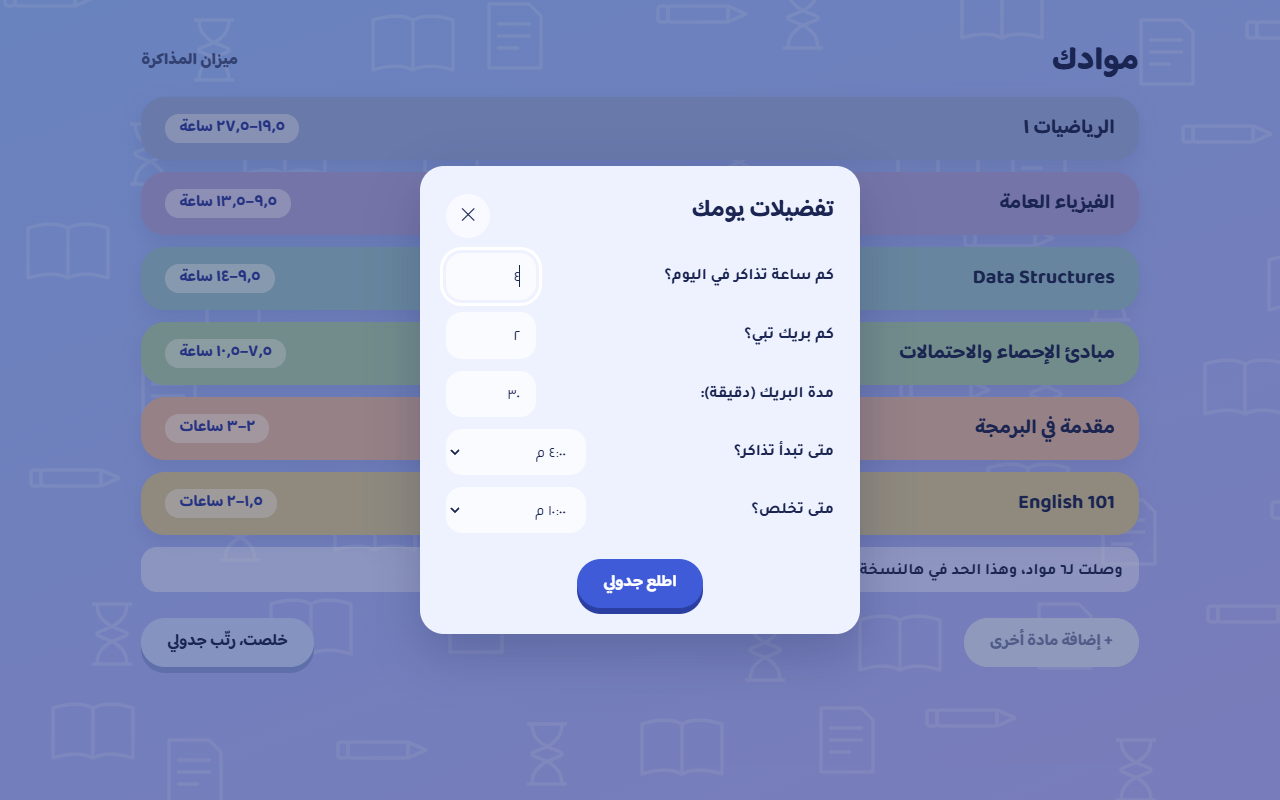 موادك
ميزان المذاكرة
الرياضيات ١
١٩٫٥–٢٧٫٥ ساعة
الفيزياء العامة
٩٫٥–١٣٫٥ ساعة
Data Structures
٩٫٥–١٤ ساعة
مبادئ الإحصاء والاحتمالات
٧٫٥–١٠٫٥ ساعة
مقدمة في البرمجة
٢–٣ ساعات
English 101
١٫٥–٢ ساعات
وصلت لـ٦ مواد، وهذا الحد في هالنسخة
+ إضافة مادة أخرى
خلصت، رتّب جدولي
تفضيلات يومك
كم ساعة تذاكر في اليوم؟
٤
كم بريك تبي؟
٢
مدة البريك (دقيقة):
٣٠
متى تبدأ تذاكر؟
٤:٠٠ م
متى تخلص؟
١٠:٠٠ م
اطلع جدولي